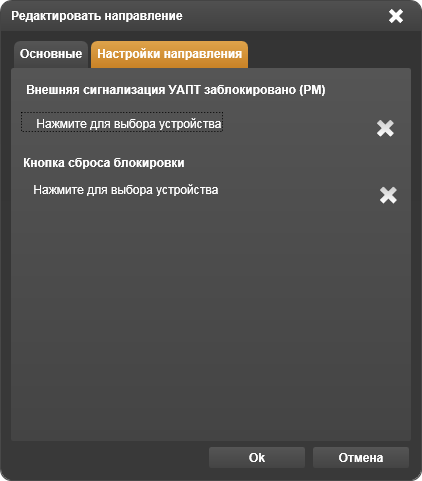 Редактировать направление
Основные
Настройки направления
Внешняя сигнализация УАПТ заблокировано (РМ)
Нажмите для выбора устройства
Кнопка сброса блокировки
Нажмите для выбора устройства
Ok
Отмена